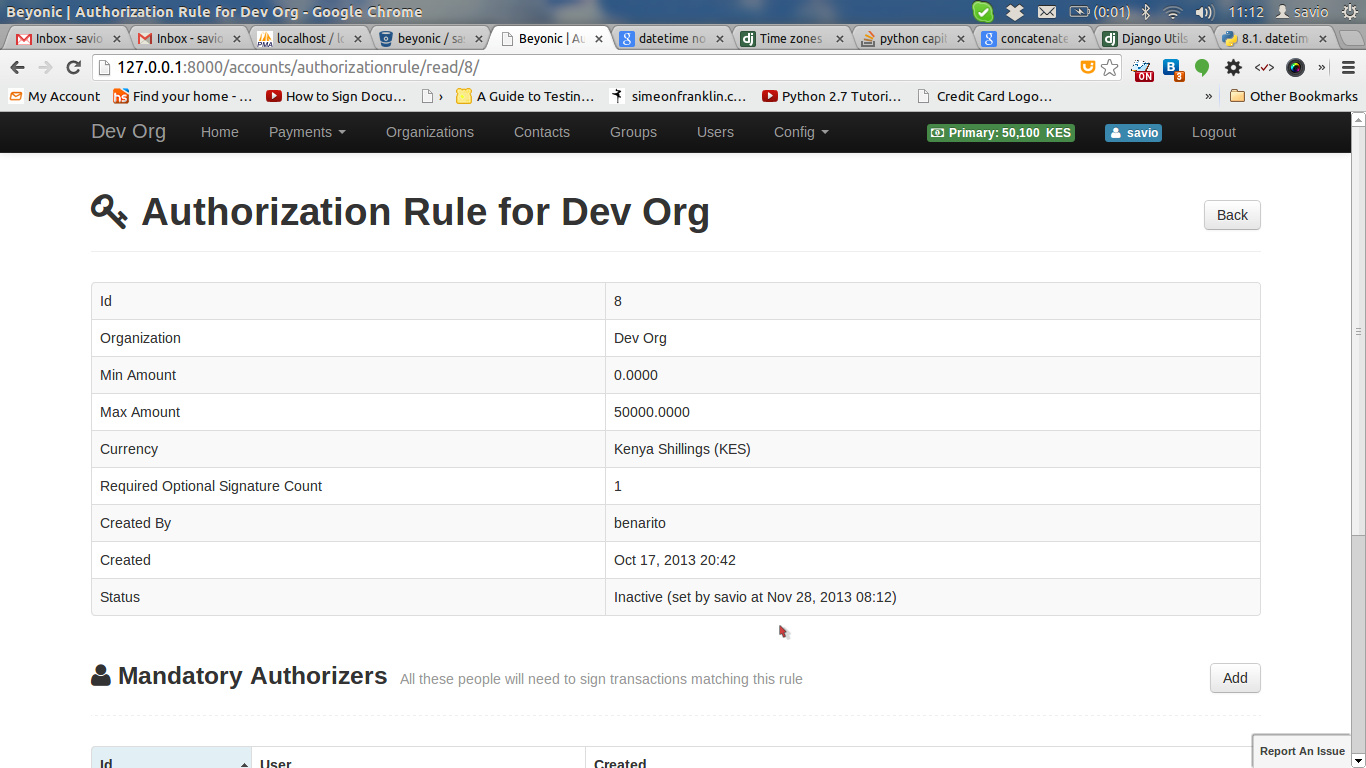 Beyonic | Authorization Rule for Dev Org - Google Chrome (0:01) 11:12 savio
Inbox - savio Inbox - savio localhost / lo beyonic / sa Beyonic | Au datetime no Time zones python capil concatenate Django Utils 8.1. datetim
127.0.0.1:8000/accounts/authorizationrule/read/8/ ON 3 »
My Account Find your home - ... How to Sign Docu... › A Guide to Testin... simeonfranklin.c... Python 2.7 Tutori... Credit Card Logo... » Other Bookmarks
Dev Org Home Payments Organizations Contacts Groups Users Config Primary: 50,100 KES savio Logout
Authorization Rule for Dev Org Back
Id 8
Organization Dev Org
Min Amount 0.0000
Max Amount 50000.0000
Currency Kenya Shillings (KES)
Required Optional Signature Count 1
Created By benarito
Created Oct 17, 2013 20:42
Status Inactive (set by savio at Nov 28, 2013 08:12)
Mandatory Authorizers All these people will need to sign transactions matching this rule Add
Id User Created
Report An Issue